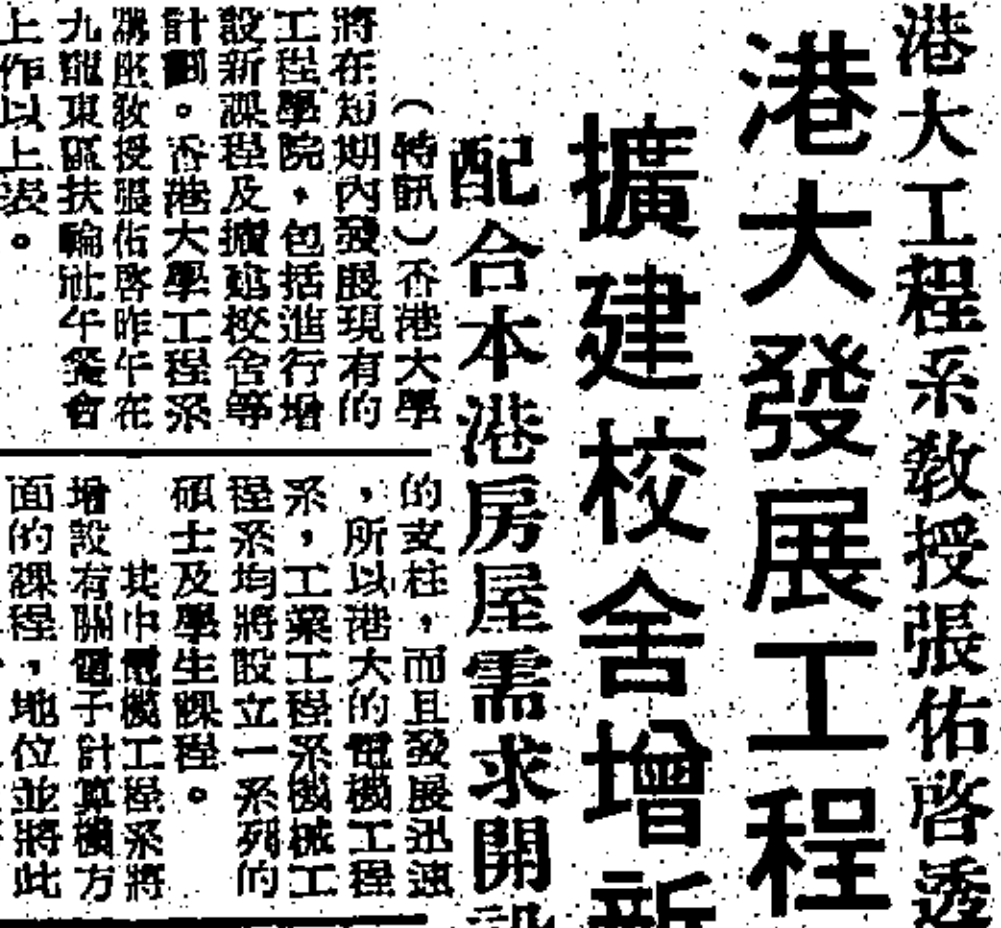 港大工程系教授張佑啓透
港大發展工程
擴建校舍增新
配合本港房屋需求開設
（特訊）香港大學
將在短期內發展現有的
工程學院，包括進行增
設新課程及擴建校舍等
計劃。香港大學工程系
講座教授張佑啓昨午在
九龍東區扶輪社午餐會
上作以上表。
的支柱，而且發展迅速
，所以港大的電機工程
系，工業工程系機械工
程系均將設立一系列的
碩士及學生課程。
其中電機工程系將
增設有關電子計算機方
面的課程，地位並將此